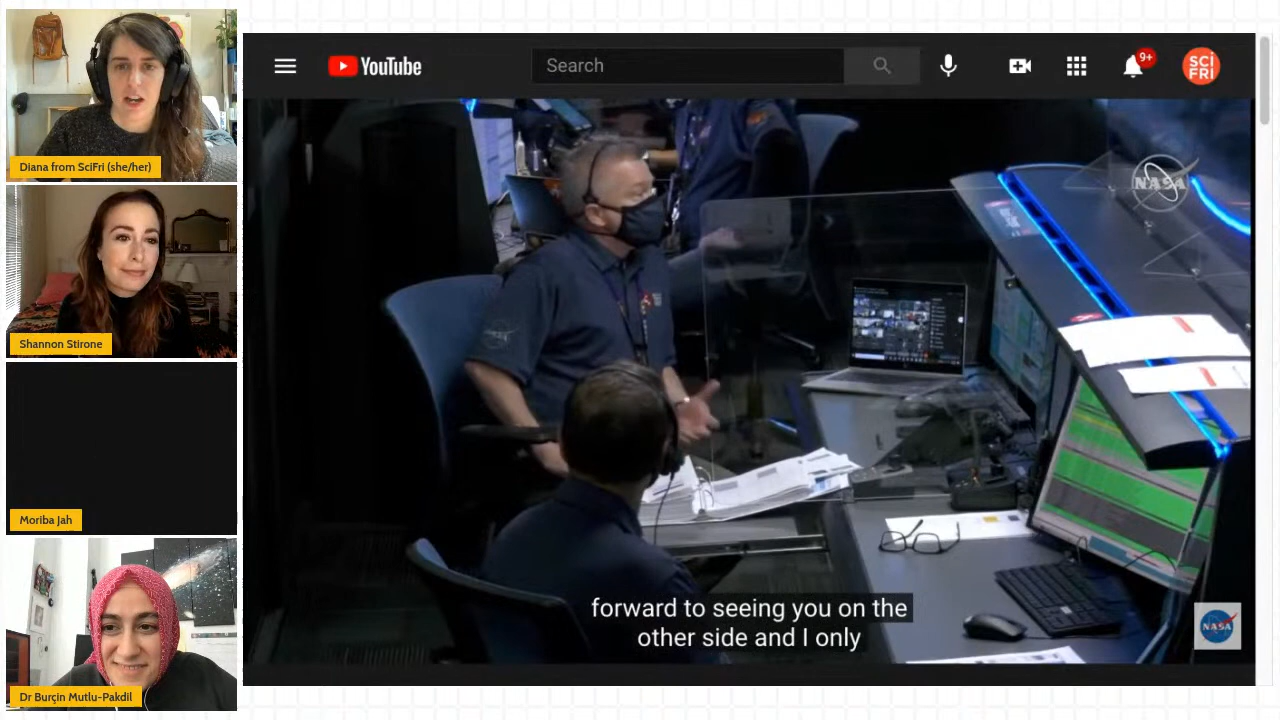 Diana from SciFri (she/her)
Shannon Stirone
Moriba Jah
Dr Burçin Mutlu-Pakdil
YouTube
Search
9+
SCI
FRI
NASA
forward to seeing you on the
other side and I only
NASA